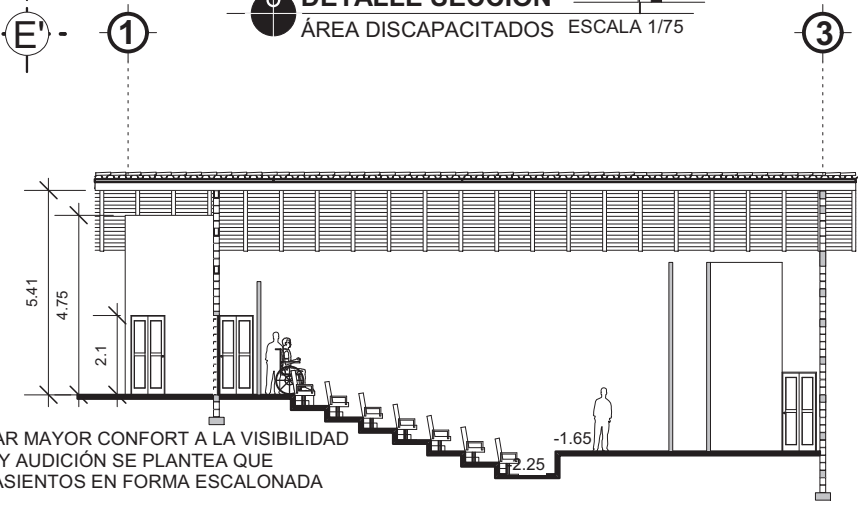 DETALLE SECCIÓN
ÁREA DISCAPACITADOS ESCALA 1/75
E'
1
3
5.41
4.75
2.1
-1.65
-2.25
AR MAYOR CONFORT A LA VISIBILIDAD
Y AUDICIÓN SE PLANTEA QUE
ASIENTOS EN FORMA ESCALONADA